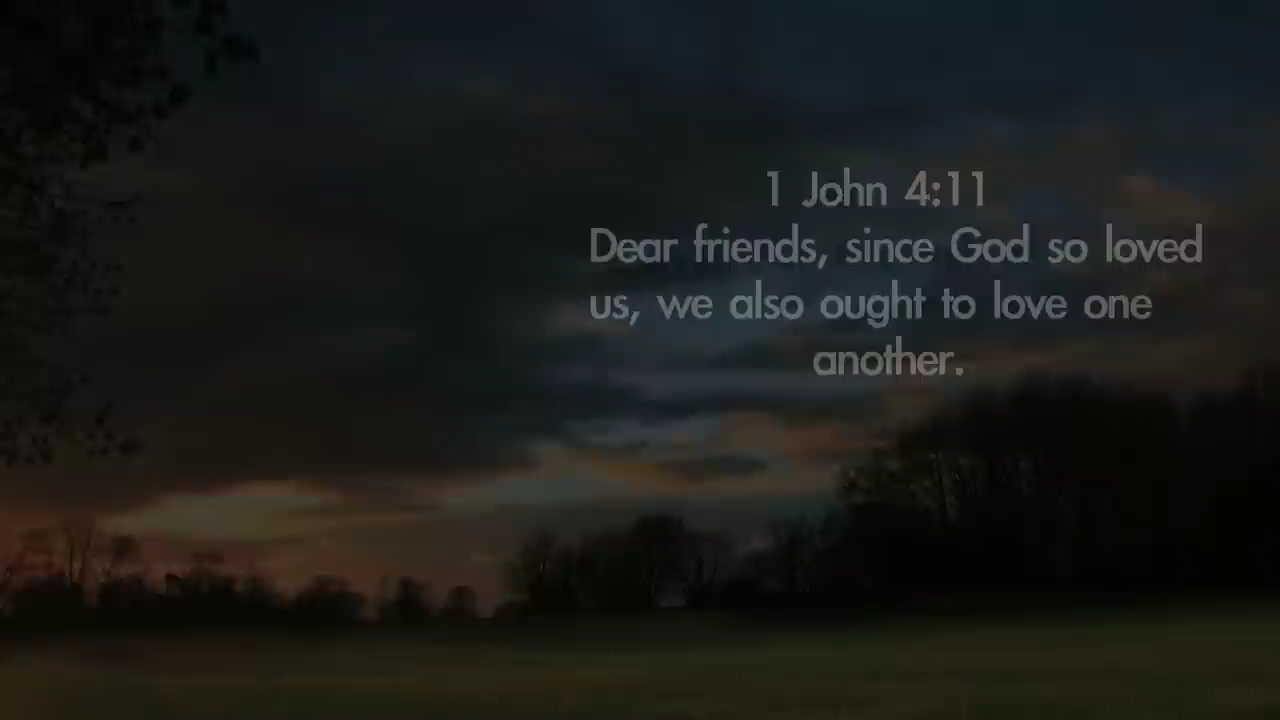 1 John 4:11
Dear friends, since God so loved
us, we also ought to love one
another.